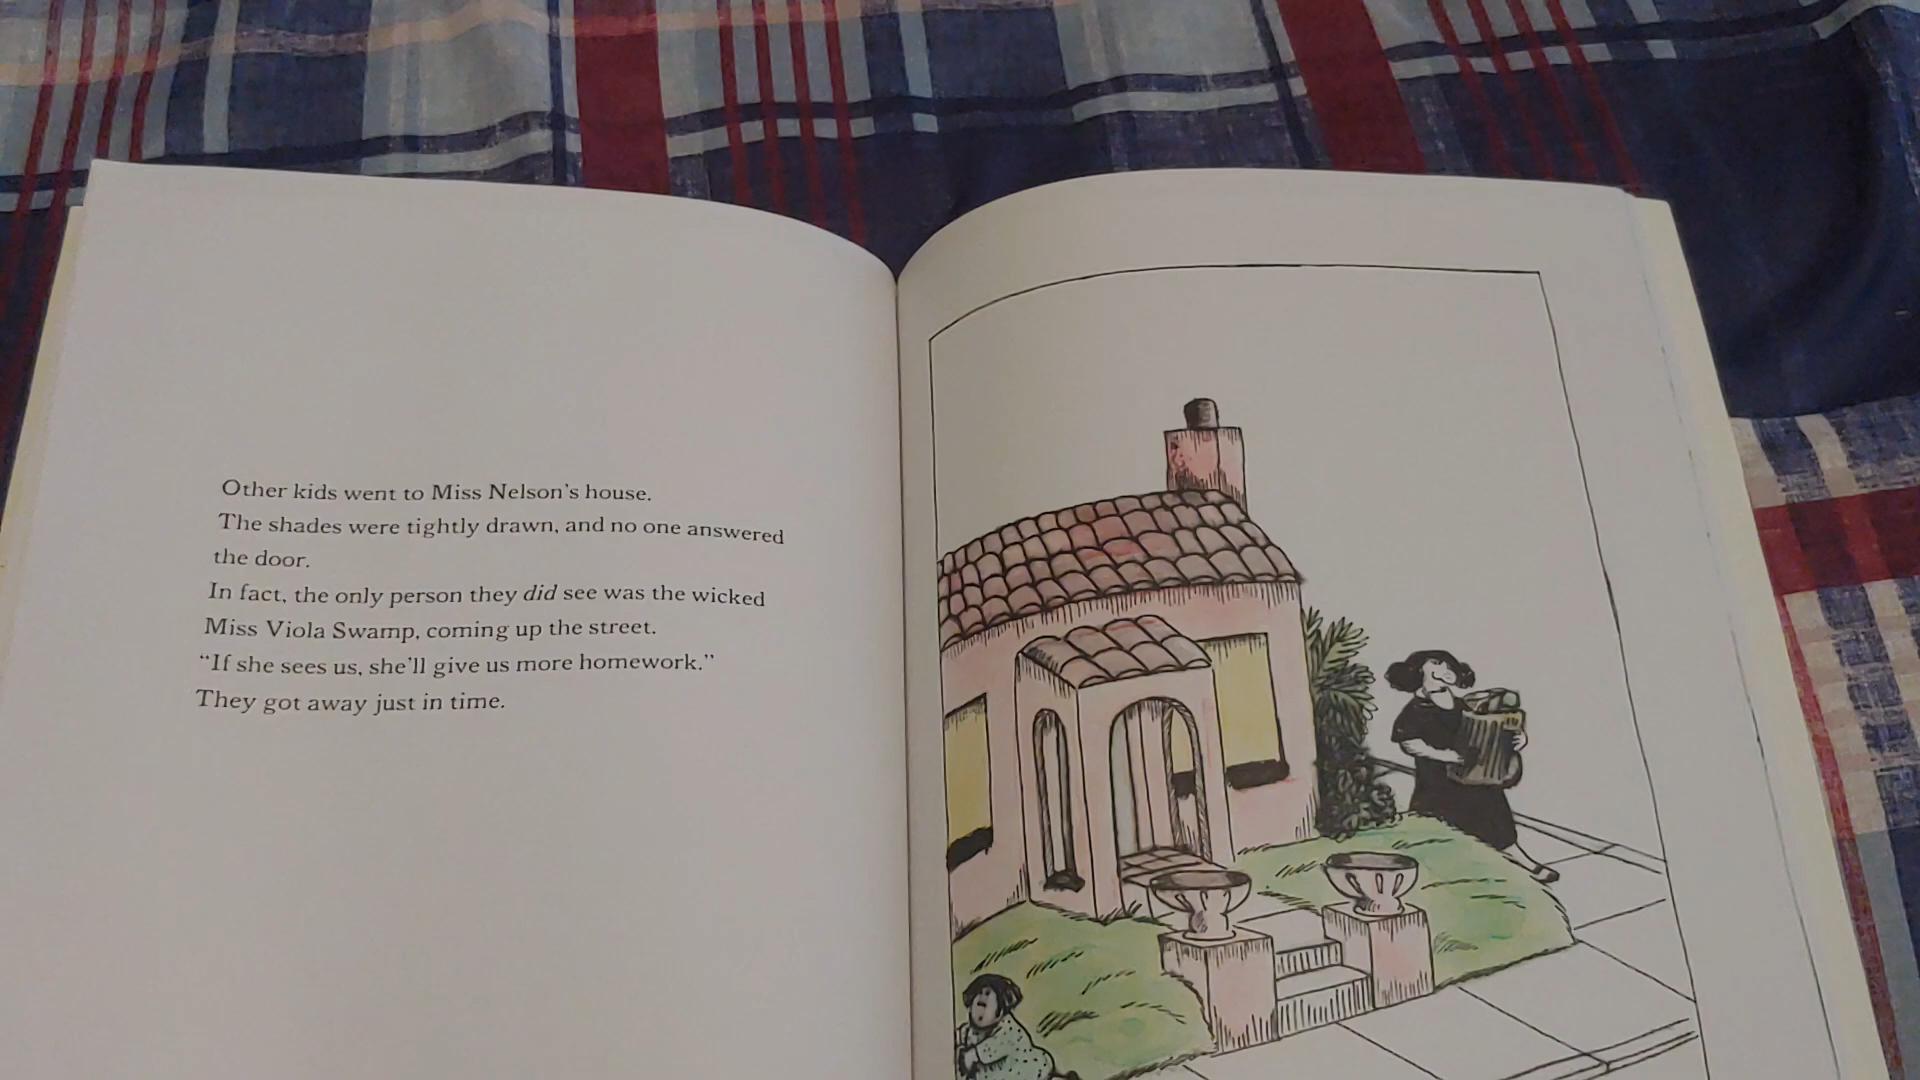 Other kids went to Miss Nelson's house.
The shades were tightly drawn, and no one answered
the door.
In fact, the only person they did see was the wicked
Miss Viola Swamp, coming up the street.
“If she sees us, she'll give us more homework.”
They got away just in time.